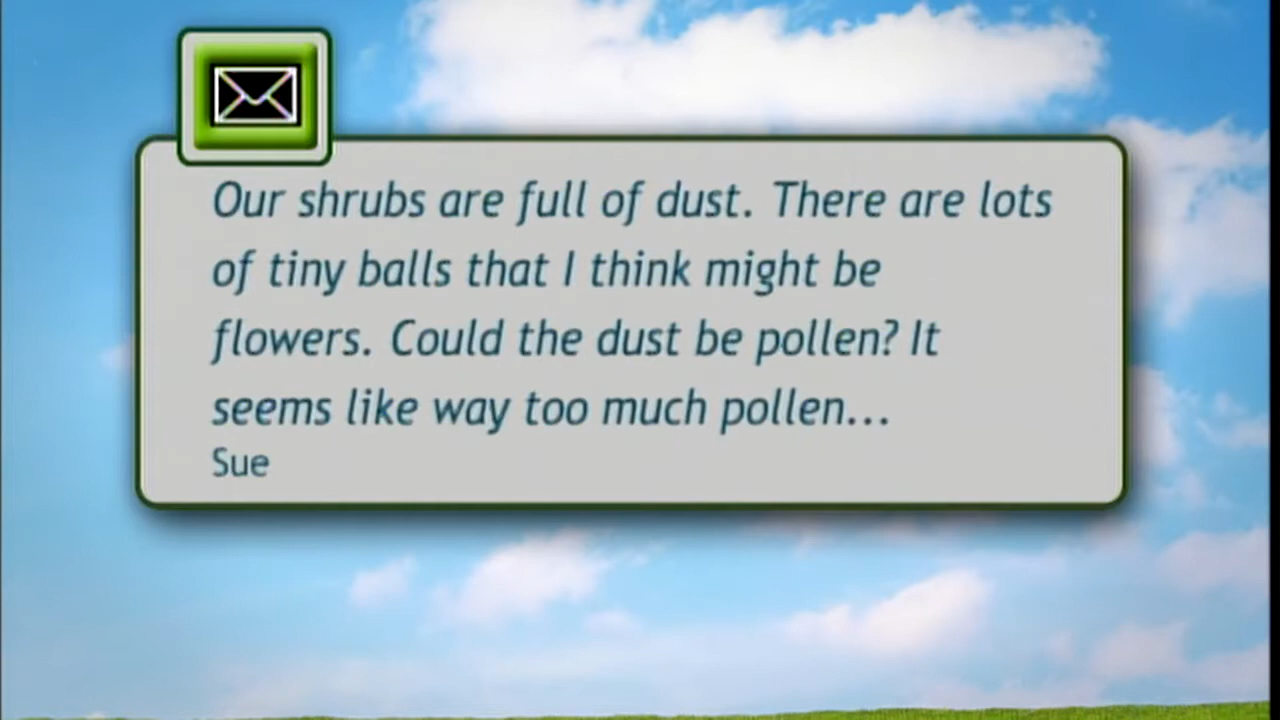 Our shrubs are full of dust. There are lots
of tiny balls that I think might be
flowers. Could the dust be pollen? It
seems like way too much pollen...
Sue